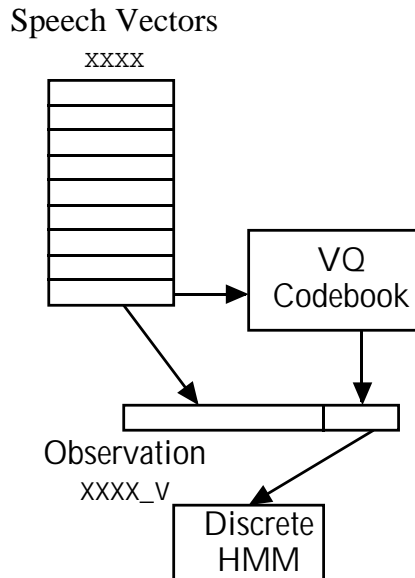 Speech Vectors
XXXX
VQ
Codebook
Observation
XXXX_V
Discrete
HMM